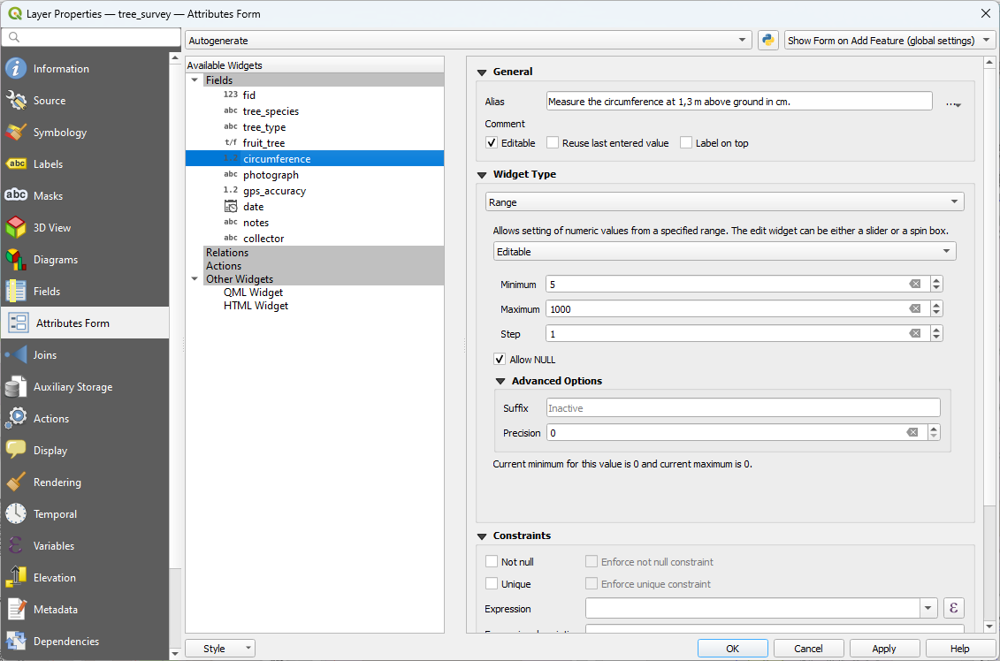 Layer Properties — tree_survey — Attributes Form
Autogenerate
Show Form on Add Feature (global settings)
Information
Source
Symbology
abc Labels
abc Masks
3D View
Diagrams
Fields
Attributes Form
Joins
Auxiliary Storage
Actions
Display
Rendering
Temporal
Variables
Elevation
Metadata
Dependencies
Available Widgets
Fields
123 fid
abc tree_species
abc tree_type
t/f fruit_tree
1.2 circumference
abc photograph
1.2 gps_accuracy
date
abc notes
abc collector
Relations
Actions
Other Widgets
QML Widget
HTML Widget
General
Alias Measure the circumference at 1,3 m above ground in cm. ...
Comment
Editable Reuse last entered value Label on top
Widget Type
Range
Allows setting of numeric values from a specified range. The edit widget can be either a slider or a spin box.
Editable
Minimum 5
Maximum 1000
Step 1
Allow NULL
Advanced Options
Suffix Inactive
Precision 0
Current minimum for this value is 0 and current maximum is 0.
Constraints
Not null Enforce not null constraint
Unique Enforce unique constraint
Expression ε
Style OK Cancel Apply Help